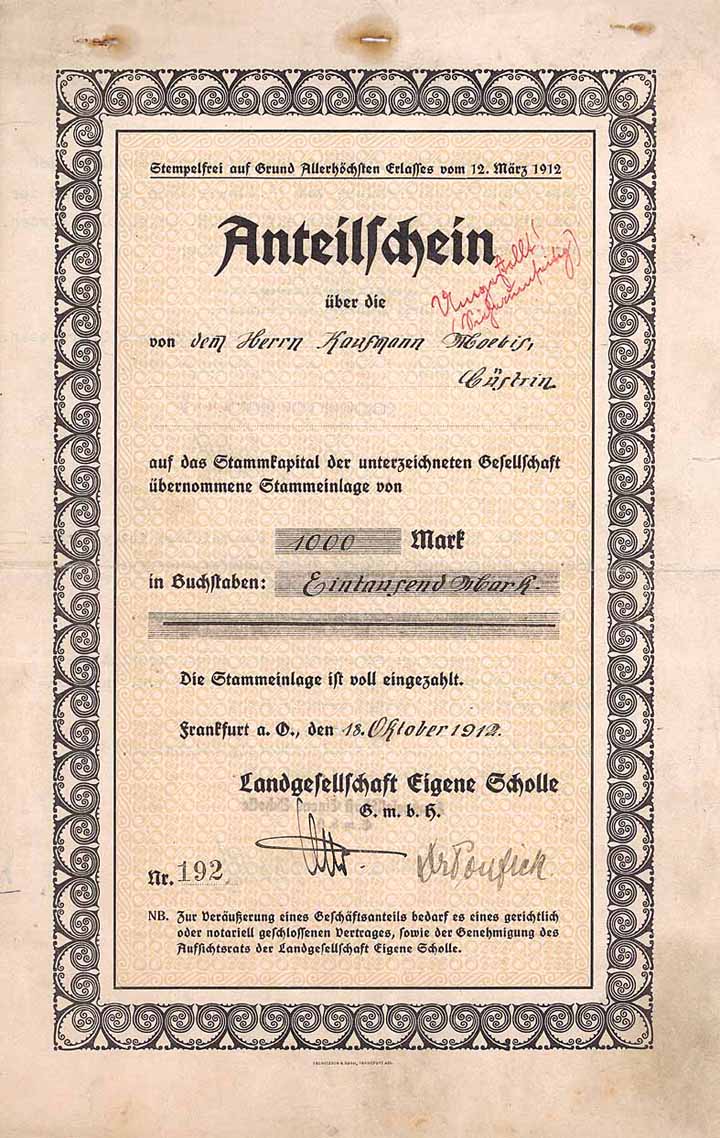 Stempelfrei auf Grund Allerhöchsten Erlasses vom 12. März 1912
Anteilschein
über die
von dem Herrn Kaufmann Moebis,
Cüstrin
auf das Stammkapital der unterzeichneten Gesellschaft
übernommene Stammeinlage von
1000 Mark
in Buchstaben: Eintausend Mark.
Die Stammeinlage ist voll eingezahlt.
Frankfurt a. O., den 18. Oktober 1912.
Landgesellschaft Eigene Scholle
G. m. b. H.
Nr. 192
NB. Zur Veräußerung eines Geschäftsanteils bedarf es eines gerichtlich
oder notariell geschlossenen Vertrages, sowie der Genehmigung des
Aufsichtsrats der Landgesellschaft Eigene Scholle.